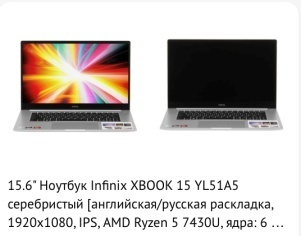 15.6" Ноутбук Infinix XBOOK 15 YL51A5
серебристый [английская/русская раскладка,
1920x1080, IPS, AMD Ryzen 5 7430U, ядра: 6 ...